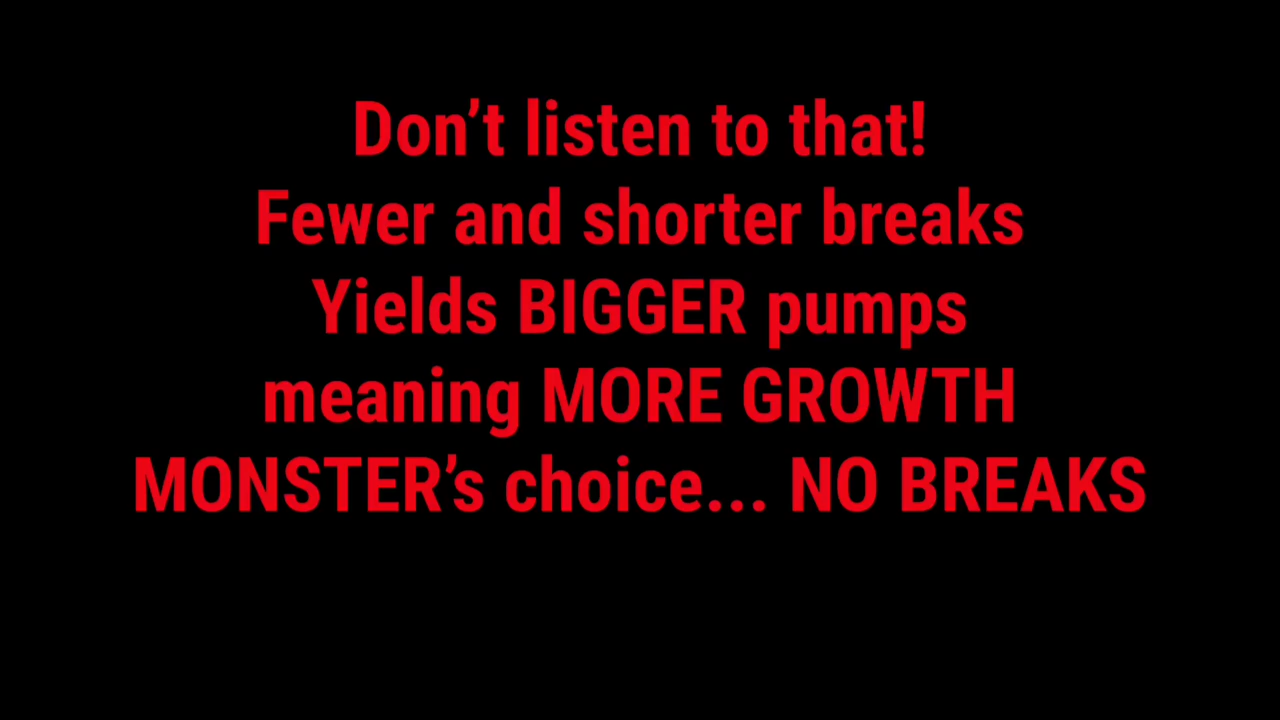 Don’t listen to that!
Fewer and shorter breaks
Yields BIGGER pumps
meaning MORE GROWTH
MONSTER’s choice... NO BREAKS